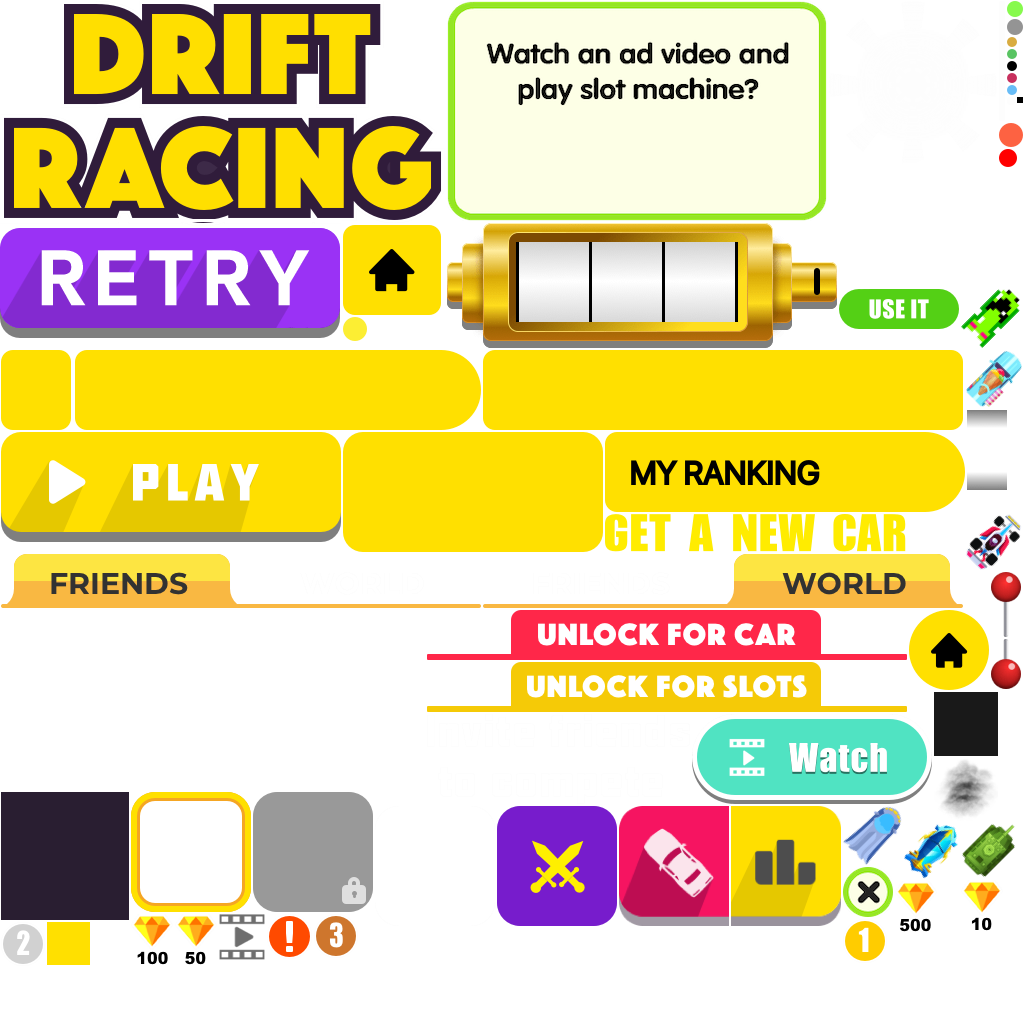 DRIFT
RACING
Watch an ad video and
play slot machine?
RETRY
USE IT
PLAY
MY RANKING
GET A NEW CAR
FRIENDS
WORLD
UNLOCK FOR CAR
UNLOCK FOR SLOTS
Watch
2
100
50
!
3
1
500
10